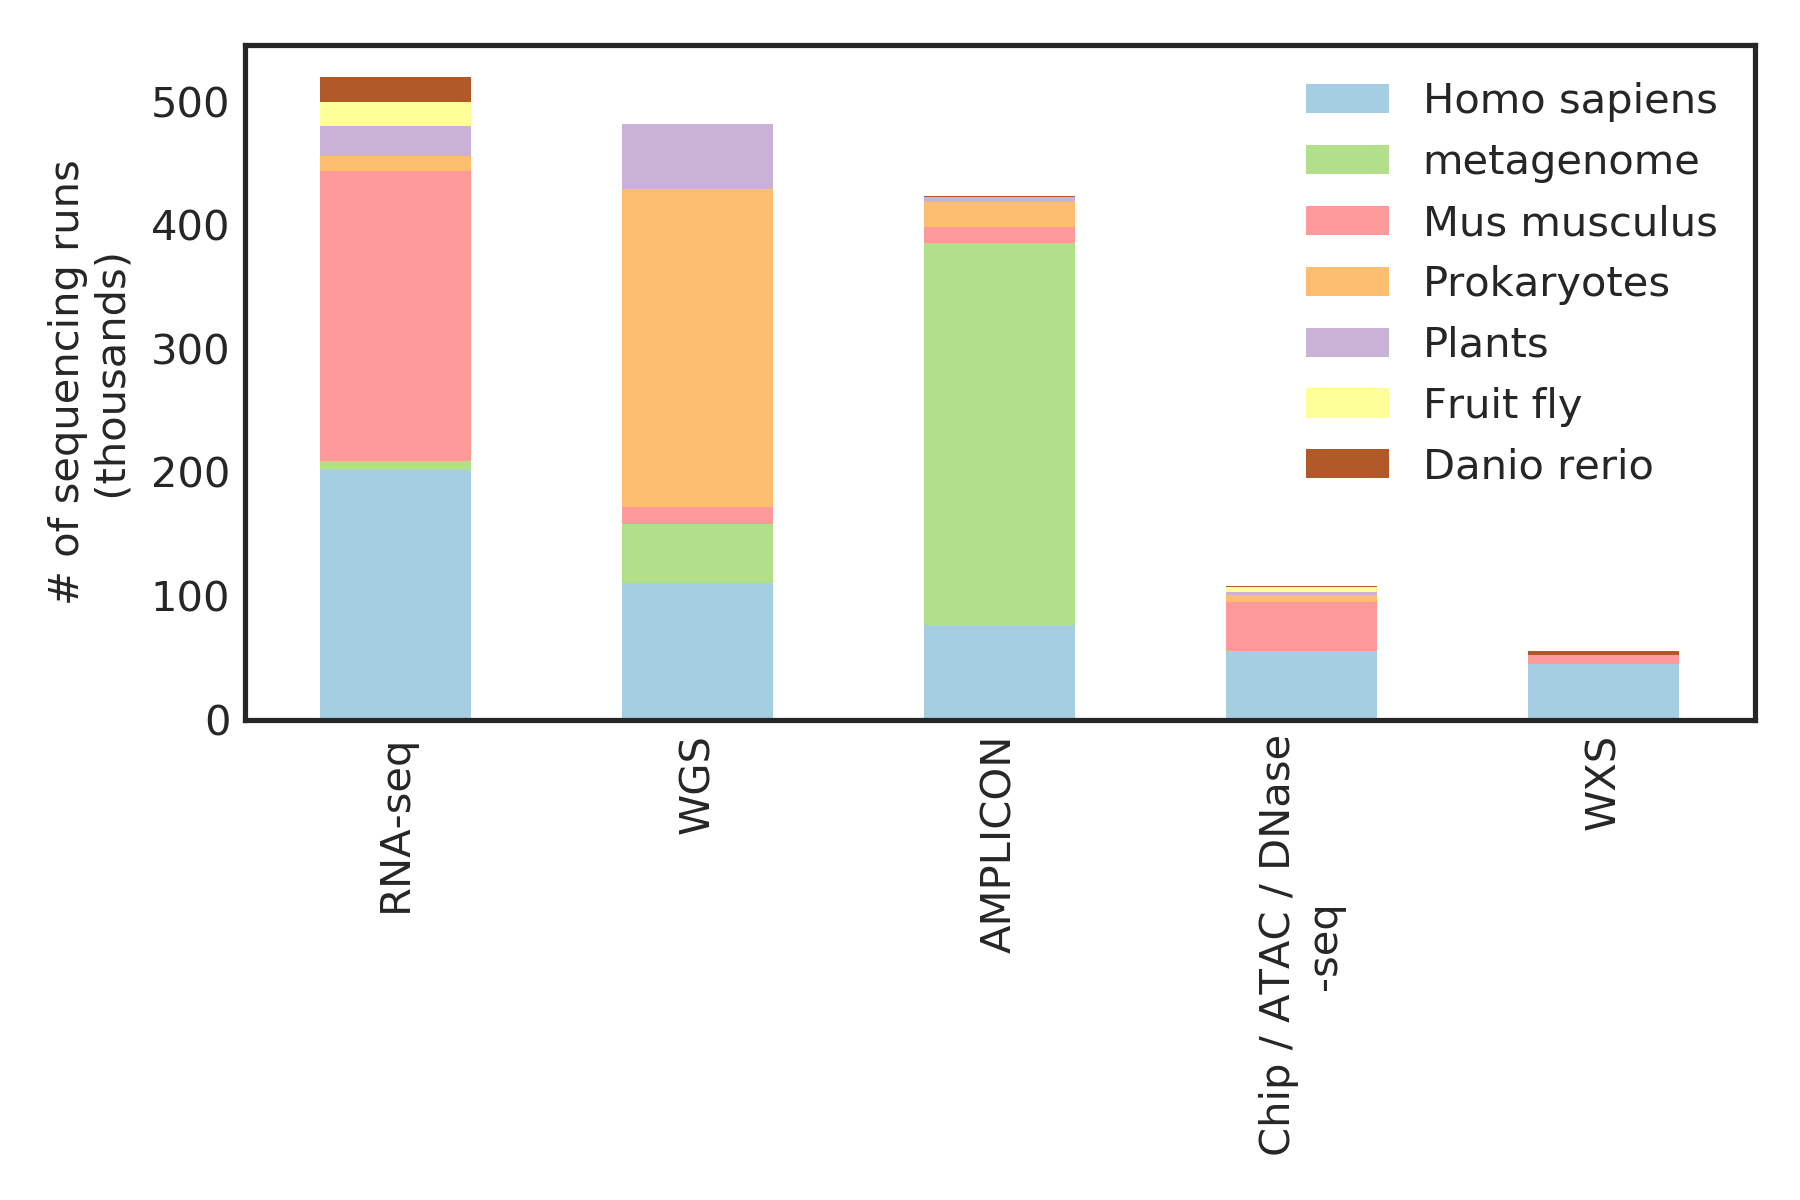 # of sequencing runs
(thousands)
500
400
300
200
100
0
Homo sapiens
metagenome
Mus musculus
Prokaryotes
Plants
Fruit fly
Danio rerio
RNA-seq
WGS
AMPLICON
Chip / ATAC / DNase
-seq
WXS